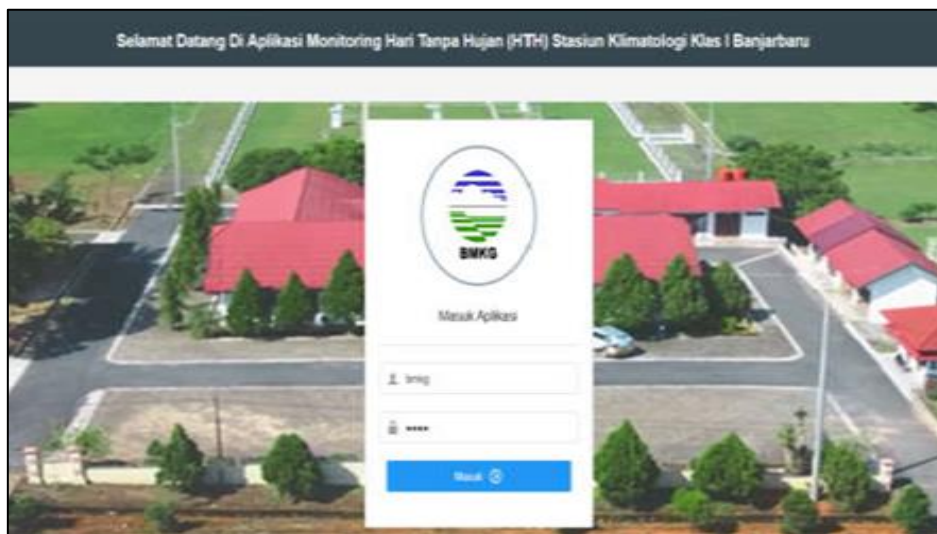 Selamat Datang Di Aplikasi Monitoring Hari Tanpa Hujan (HTH) Stasiun Klimatologi Klas I Banjarbaru
BMKG
Masuk Aplikasi
bmkg
••••
Masuk